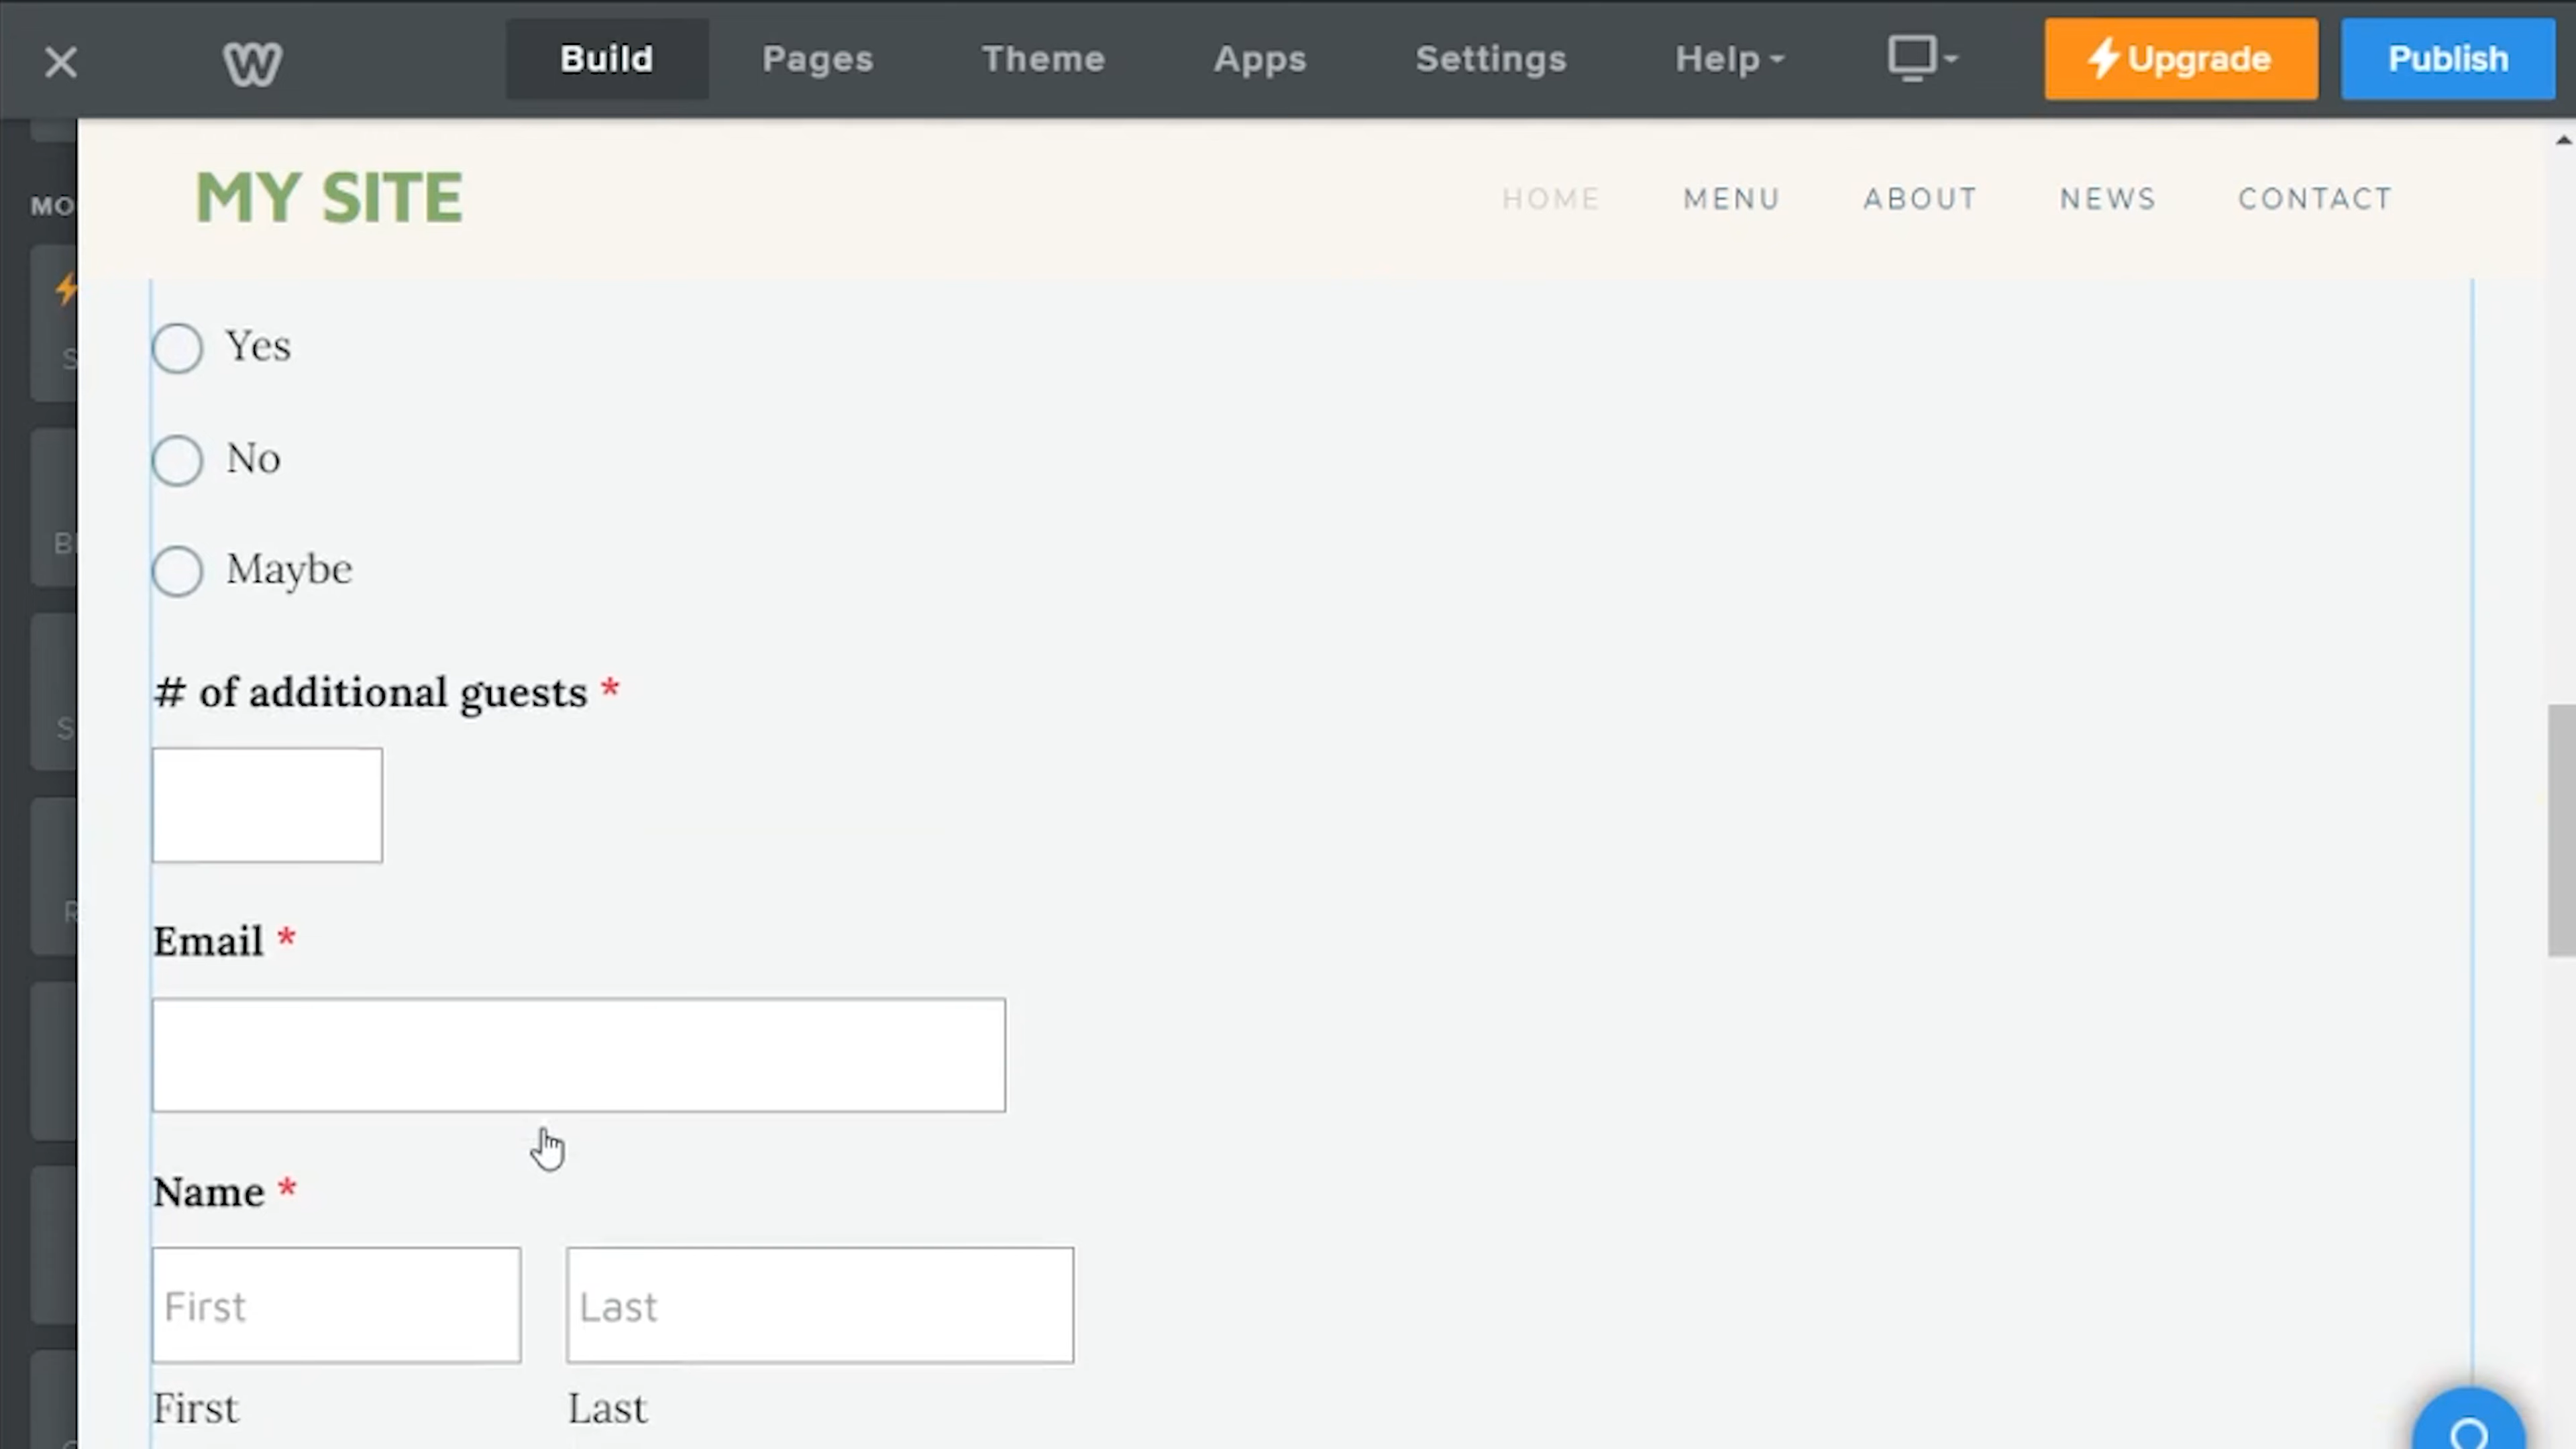 Build Pages Theme Apps Settings Help Upgrade Publish
MY SITE HOME MENU ABOUT NEWS CONTACT
MO
Yes
No
Maybe
# of additional guests *
Email *
Name *
First Last
First Last